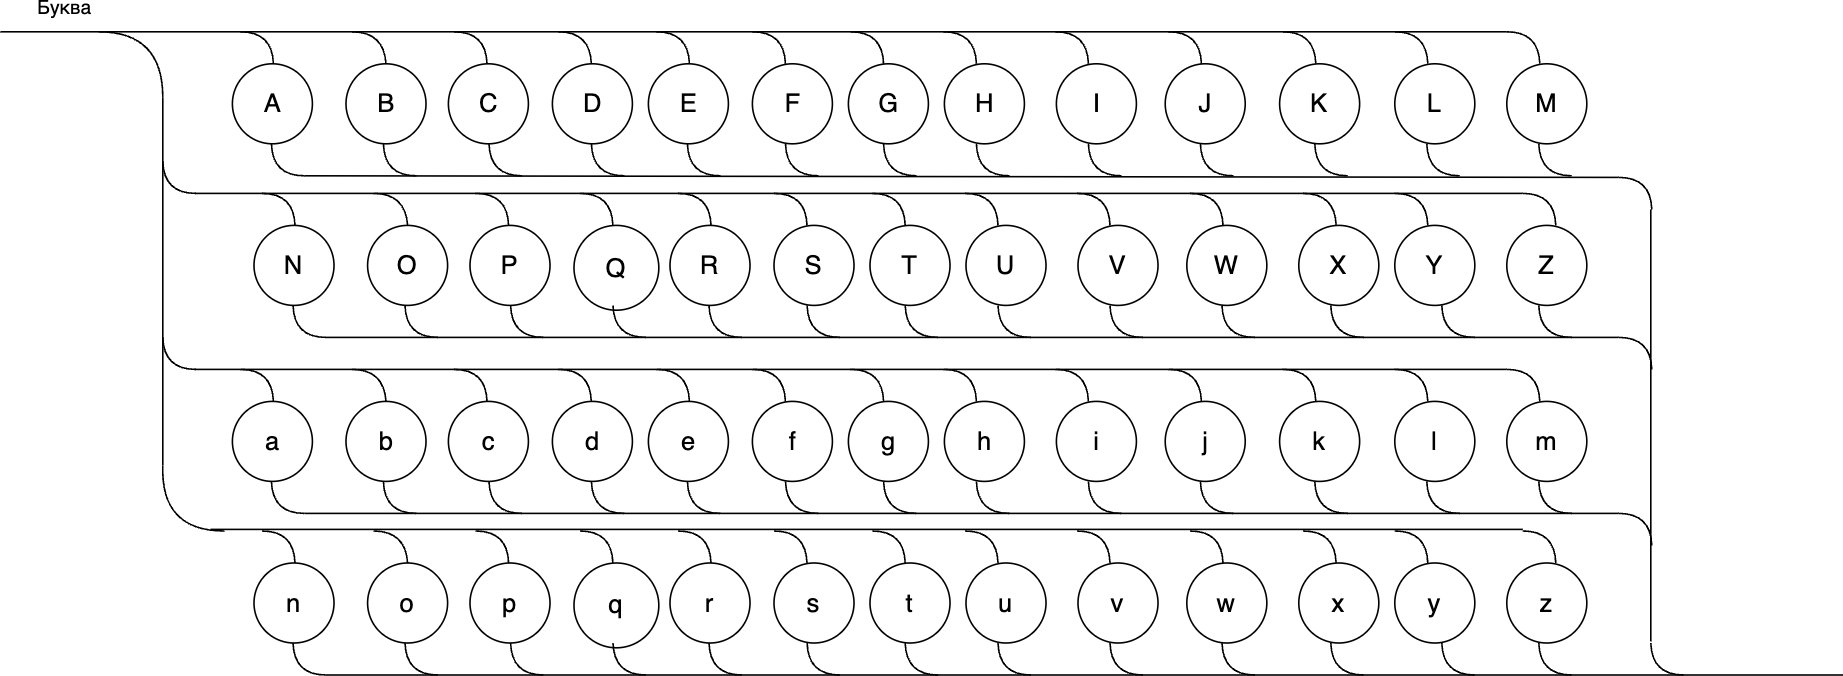 Буква
A B C D E F G H I J K L M
N O P Q R S T U V W X Y Z
a b c d e f g h i j k l m
n o p q r s t u v w x y z